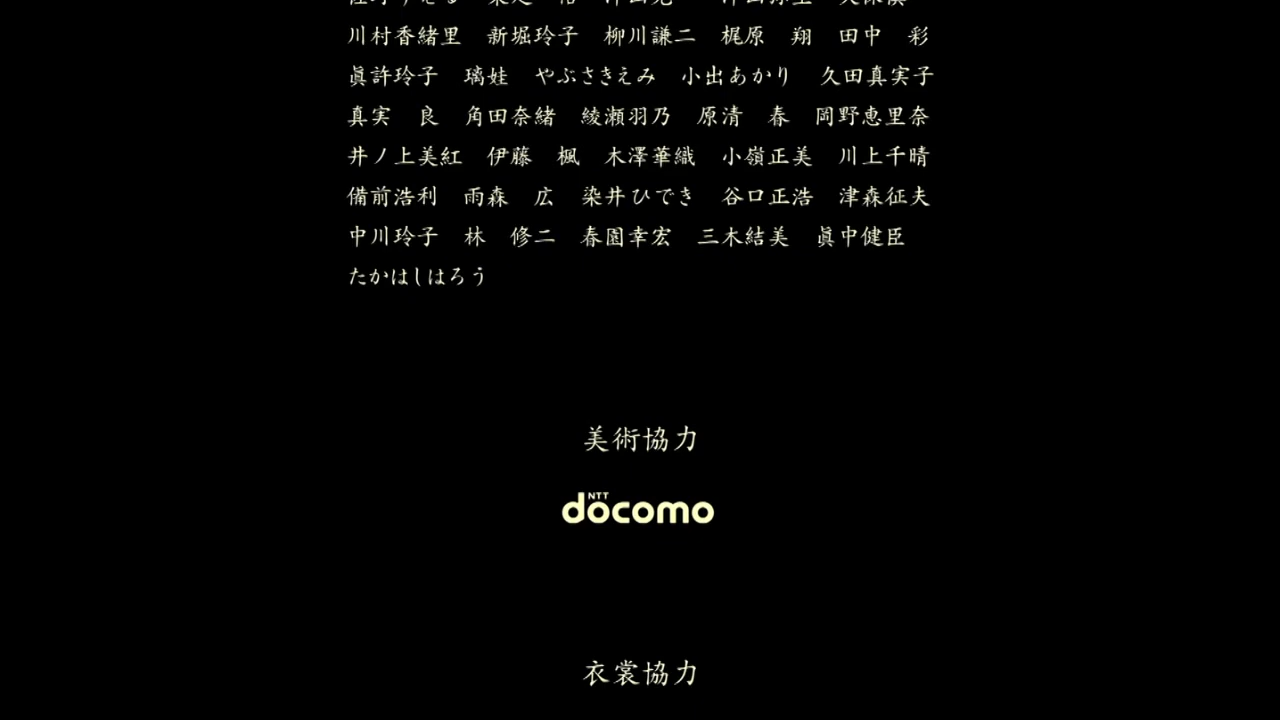 川村香緒里　新堀玲子　柳川謙二　梶原　翔　田中　彩
眞許玲子　璃娃　やぶさきえみ　小出あかり　久田真実子
真実　良　角田奈緒　綾瀬羽乃　原清　春　岡野恵里奈
井ノ上美紅　伊藤　楓　木澤華織　小嶺正美　川上千晴
備前浩利　雨森　広　染井ひでき　谷口正浩　津森征夫
中川玲子　林　修二　春園幸宏　三木結美　眞中健臣
たかはしはろう
美術協力
NTT
docomo
衣裳協力